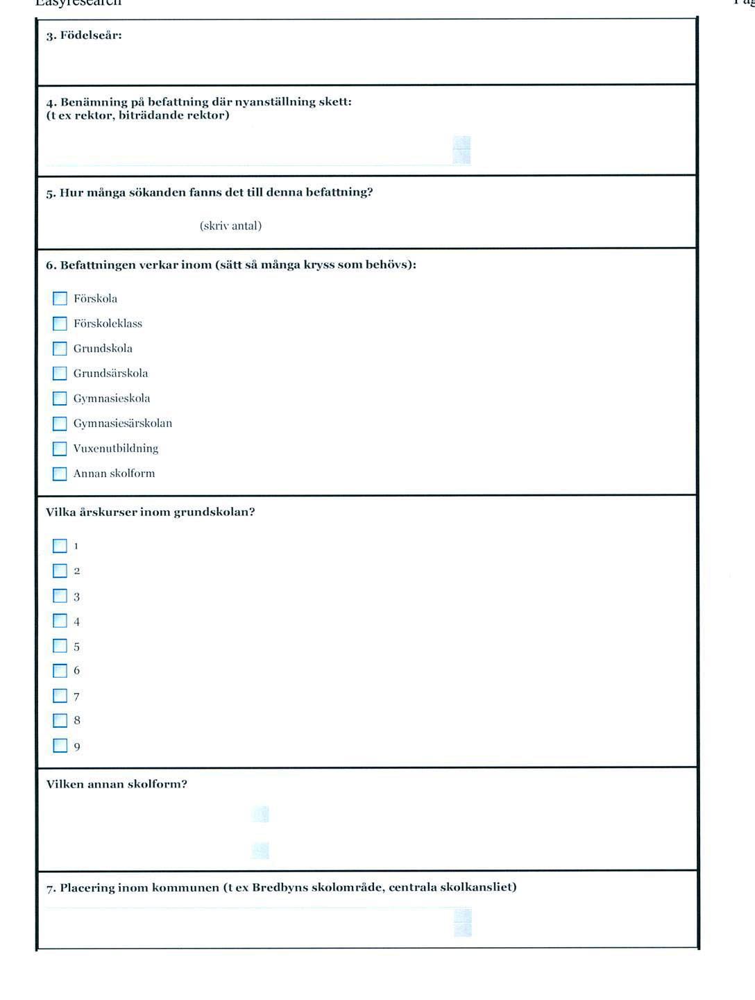 Easyresearch
3. Födelseår:
4. Benämning på befattning där nyanställning skett:
(t ex rektor, biträdande rektor)
5. Hur många sökanden fanns det till denna befattning?
(skriv antal)
6. Befattningen verkar inom (sätt så många kryss som behövs):
Förskola
Förskoleklass
Grundskola
Grundsärskola
Gymnasieskola
Gymnasiesärskolan
Vuxenutbildning
Annan skolform
Vilka årskurser inom grundskolan?
1
2
3
4
5
6
7
8
9
Vilken annan skolform?
7. Placering inom kommunen (t ex Bredbyns skolområde, centrala skolkansliet)